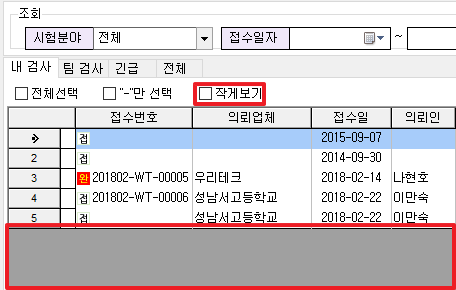 조회
시험분야 전체 접수일자 ~
내 검사 팀 검사 긴급 전체
전체선택 "-"만 선택 작게보기
접수번호 의뢰업체 접수일 의뢰인
접 2015-09-07
2 접 2014-09-30
3 완 201802-WT-00005 우리테크 2018-02-14 나현호
4 접 201802-WT-00006 성남서고등학교 2018-02-22 이만숙
5 접 성남서고등학교 2018-02-22 이만숙